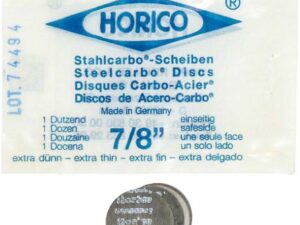 HORICO
®
LOT. 74494
Stahlcarbo®-Scheiben
Steelcarbo® Discs
Disques Carbo-Acier®
Discos de Acero-Carbo®
Made in Germany
1 Dutzend
1 Dozen
1 Douzaine
1 Docena
7/8"
einseitig
safeside
une seule face
un solo lado
extra dünn – extra thin – extra fin – extra delgado